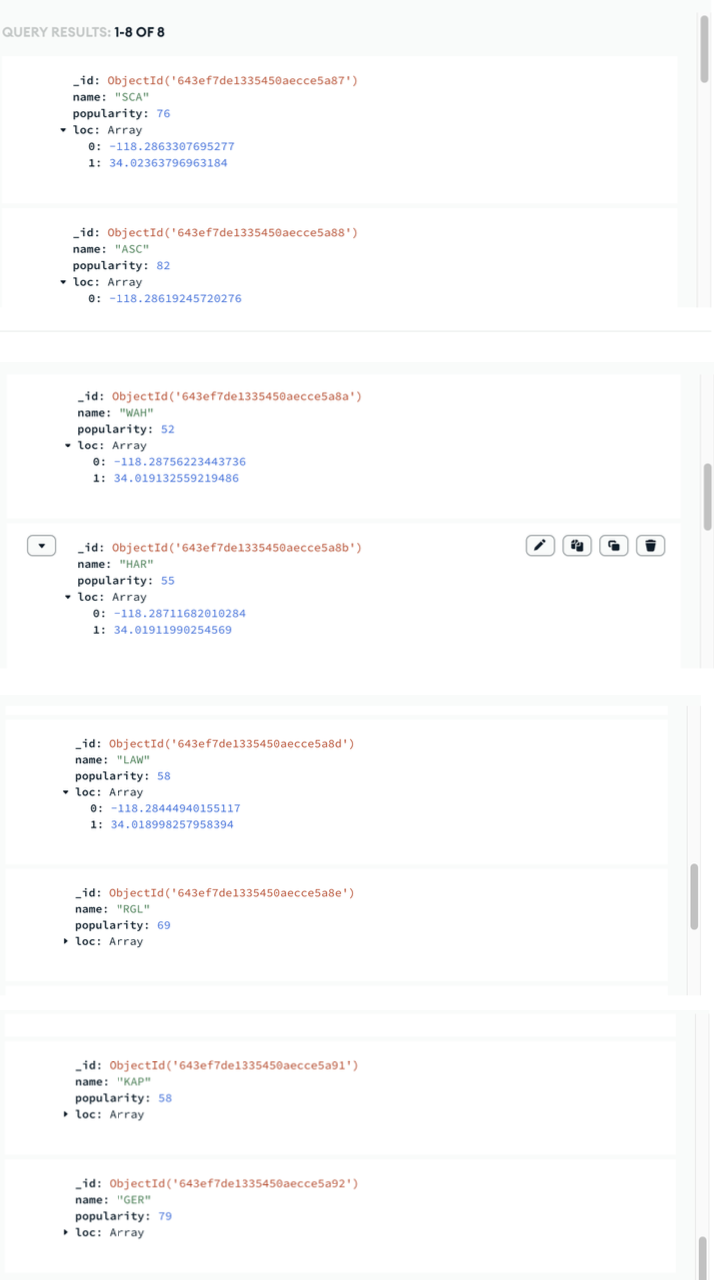 QUERY RESULTS: 1-8 OF 8
_id: ObjectId('643ef7de1335450aecce5a87')
name: "SCA"
popularity: 76
loc: Array
0: -118.2863307695277
1: 34.02363796963184
_id: ObjectId('643ef7de1335450aecce5a88')
name: "ASC"
popularity: 82
loc: Array
0: -118.28619245720276
_id: ObjectId('643ef7de1335450aecce5a8a')
name: "WAH"
popularity: 52
loc: Array
0: -118.28756223443736
1: 34.019132559219486
_id: ObjectId('643ef7de1335450aecce5a8b')
name: "HAR"
popularity: 55
loc: Array
0: -118.28711682010284
1: 34.01911990254569
_id: ObjectId('643ef7de1335450aecce5a8d')
name: "LAW"
popularity: 58
loc: Array
0: -118.28444940155117
1: 34.018998257958394
_id: ObjectId('643ef7de1335450aecce5a8e')
name: "RGL"
popularity: 69
loc: Array
_id: ObjectId('643ef7de1335450aecce5a91')
name: "KAP"
popularity: 58
loc: Array
_id: ObjectId('643ef7de1335450aecce5a92')
name: "GER"
popularity: 79
loc: Array